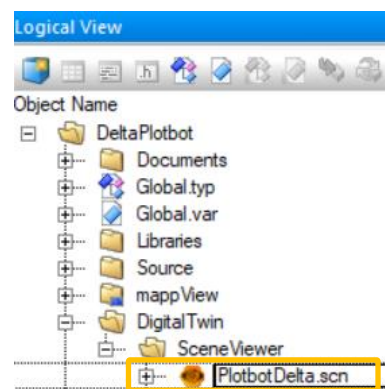 Logical View
.h
Object Name
DeltaPlotbot
Documents
Global.typ
Global.var
Libraries
Source
mappView
DigitalTwin
SceneViewer
PlotbotDelta.scn